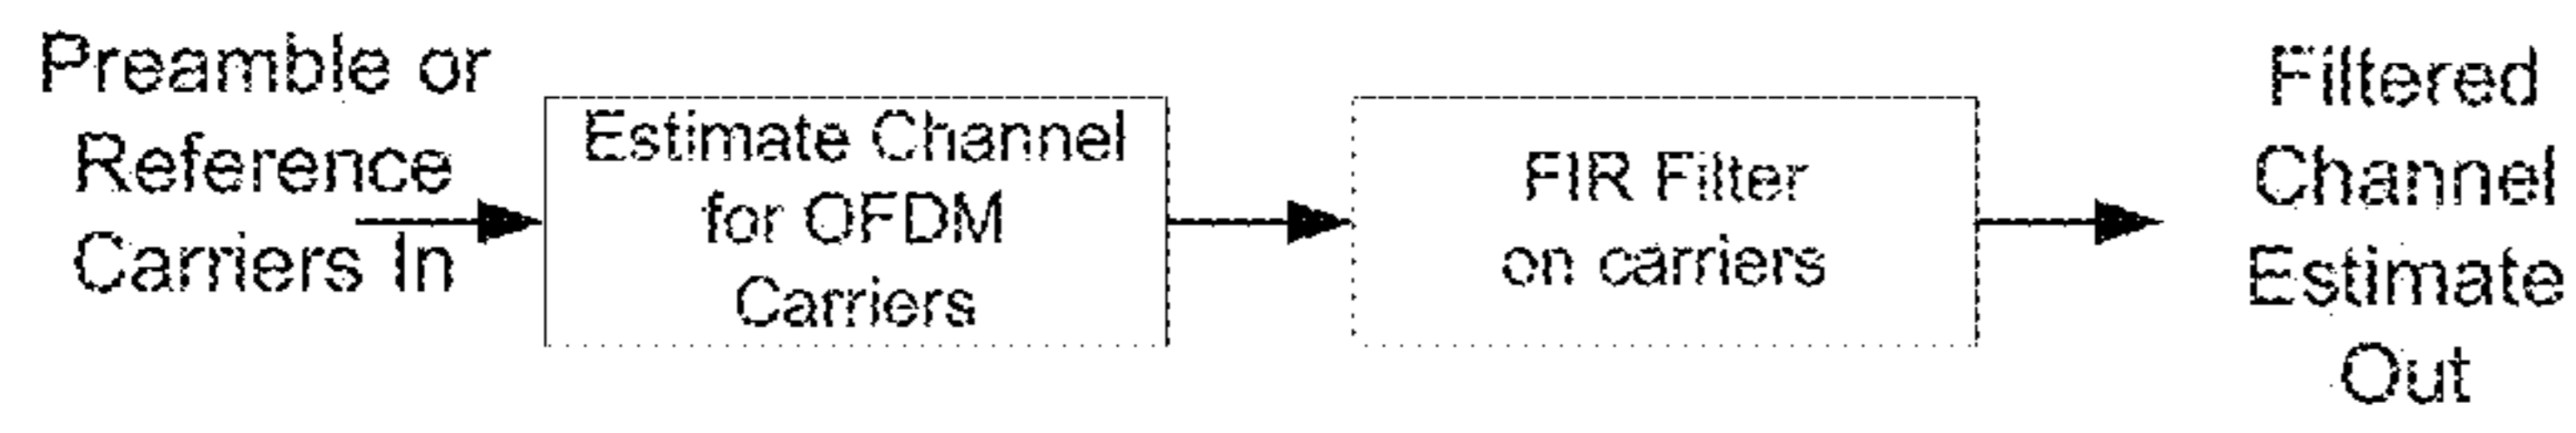 Preamble or
Reference
Carriers In
Estimate Channel
for OFDM
Carriers
FIR Filter
on carriers
Filtered
Channel
Estimate
Out